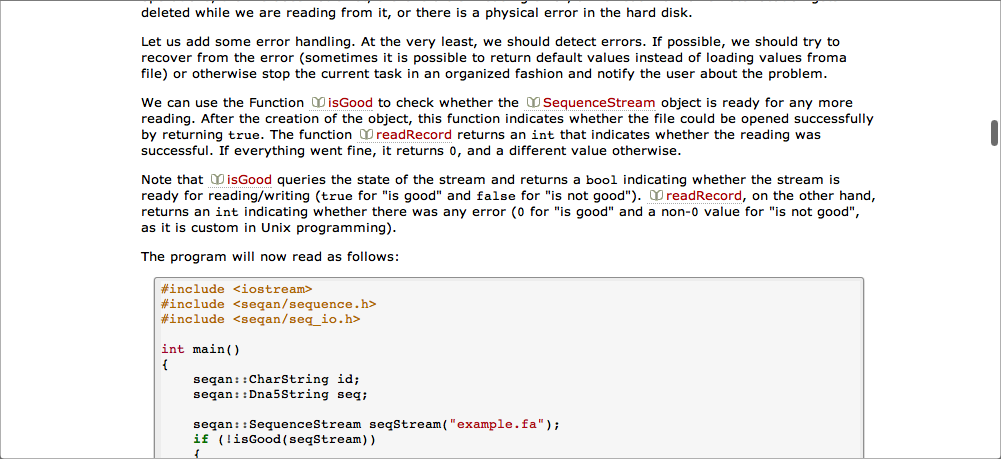 deleted while we are reading from it, or there is a physical error in the hard disk.
Let us add some error handling. At the very least, we should detect errors. If possible, we should try to
recover from the error (sometimes it is possible to return default values instead of loading values froma
file) or otherwise stop the current task in an organized fashion and notify the user about the problem.
We can use the Function isGood to check whether the SequenceStream object is ready for any more
reading. After the creation of the object, this function indicates whether the file could be opened successfully
by returning true. The function readRecord returns an int that indicates whether the reading was
successful. If everything went fine, it returns 0, and a different value otherwise.
Note that isGood queries the state of the stream and returns a bool indicating whether the stream is
ready for reading/writing (true for "is good" and false for "is not good"). readRecord, on the other hand,
returns an int indicating whether there was any error (0 for "is good" and a non-0 value for "is not good",
as it is custom in Unix programming).
The program will now read as follows:
#include <iostream>
#include <seqan/sequence.h>
#include <seqan/seq_io.h>
int main()
{
seqan::CharString id;
seqan::Dna5String seq;
seqan::SequenceStream seqStream("example.fa");
if (!isGood(seqStream))
{